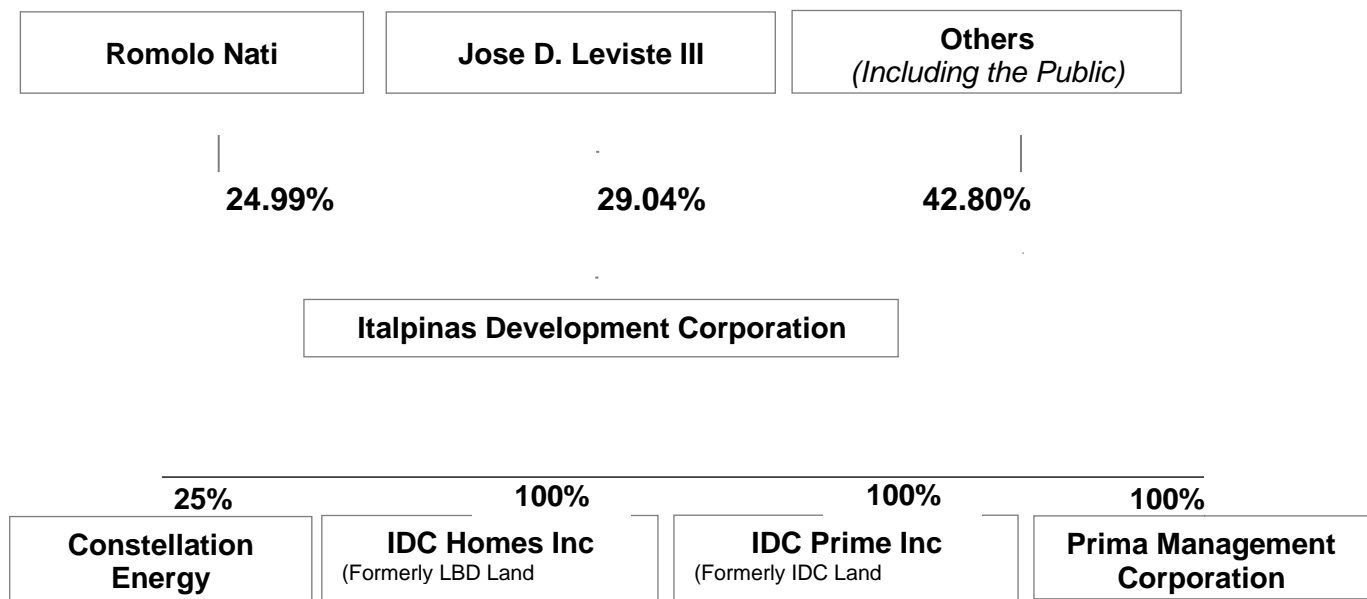 Romolo Nati
Jose D. Leviste III
Others
(Including the Public)
24.99%
29.04%
42.80%
Italpinas Development Corporation
25%
100%
100%
100%
Constellation
Energy
IDC Homes Inc
(Formerly LBD Land
IDC Prime Inc
(Formerly IDC Land
Prima Management
Corporation